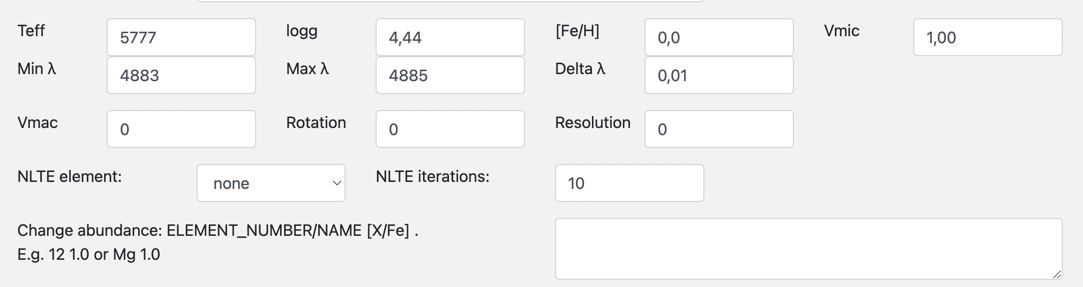 Teff 5777 logg 4,44 [Fe/H] 0,0 Vmic 1,00
Min λ 4883 Max λ 4885 Delta λ 0,01
Vmac 0 Rotation 0 Resolution 0
NLTE element: none NLTE iterations: 10
Change abundance: ELEMENT_NUMBER/NAME [X/Fe] .
E.g. 12 1.0 or Mg 1.0